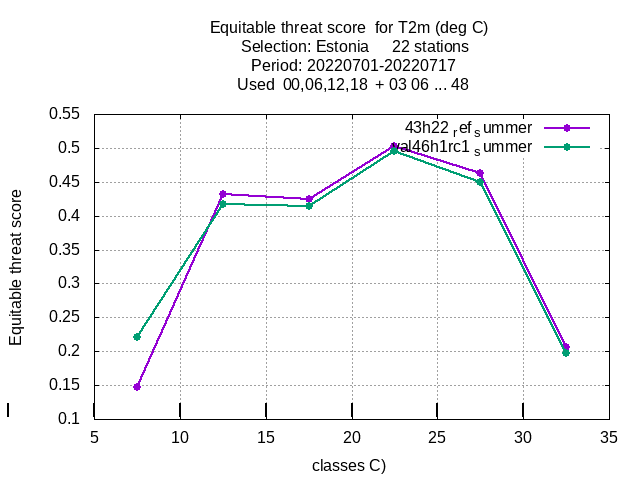 Equitable threat score for T2m (deg C)
Selection: Estonia 22 stations
Period: 20220701-20220717
Used 00,06,12,18 + 03 06 ... 48
43h22refsummer
val46h1rc1summer
Equitable threat score
0.55
0.5
0.45
0.4
0.35
0.3
0.25
0.2
0.15
0.1
5 10 15 20 25 30 35
classes C)